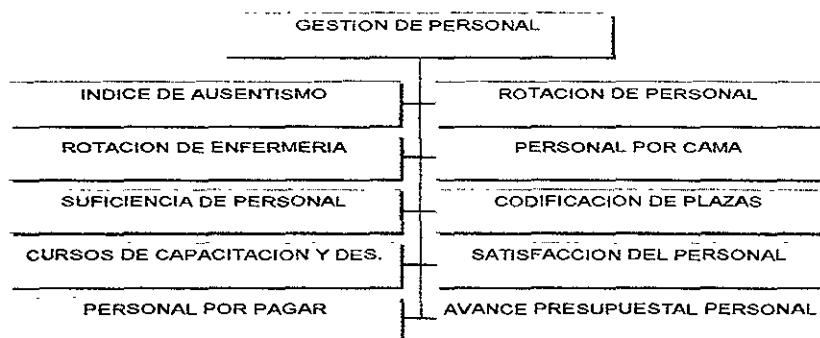 GESTION DE PERSONAL
INDICE DE AUSENTISMO
ROTACION DE PERSONAL
ROTACION DE ENFERMERIA
PERSONAL POR CAMA
SUFICIENCIA DE PERSONAL
CODIFICACION DE PLAZAS
CURSOS DE CAPACITACION Y DES.
SATISFACCION DEL PERSONAL
PERSONAL POR PAGAR
AVANCE PRESUPUESTAL PERSONAL